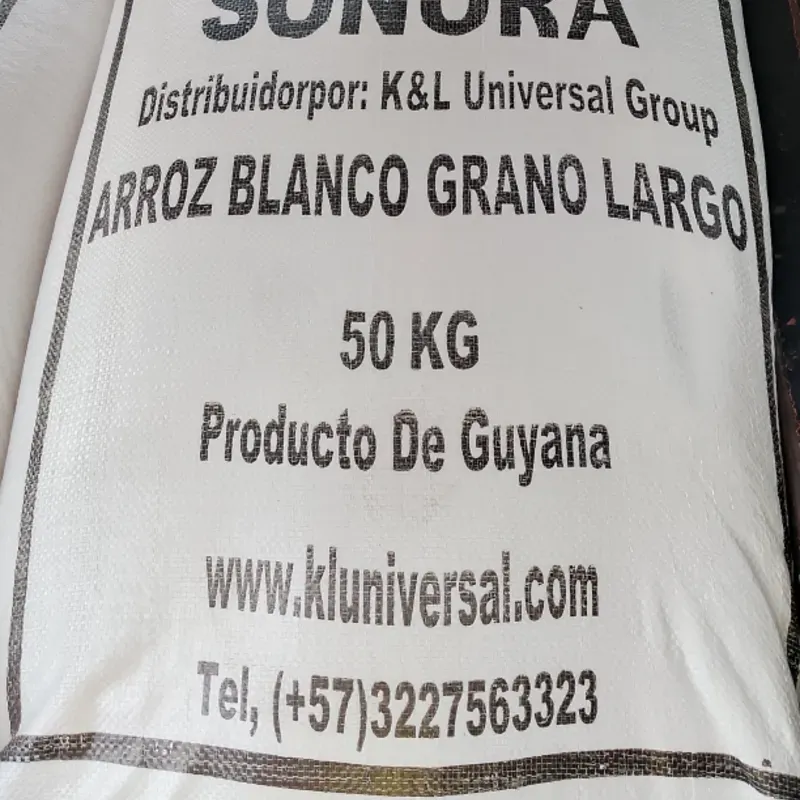 SONORA
Distribuidorpor: K&L Universal Group
ARROZ BLANCO GRANO LARGO
50 KG
Producto De Guyana
www.kluniversal.com
Tel, (+57)3227563323